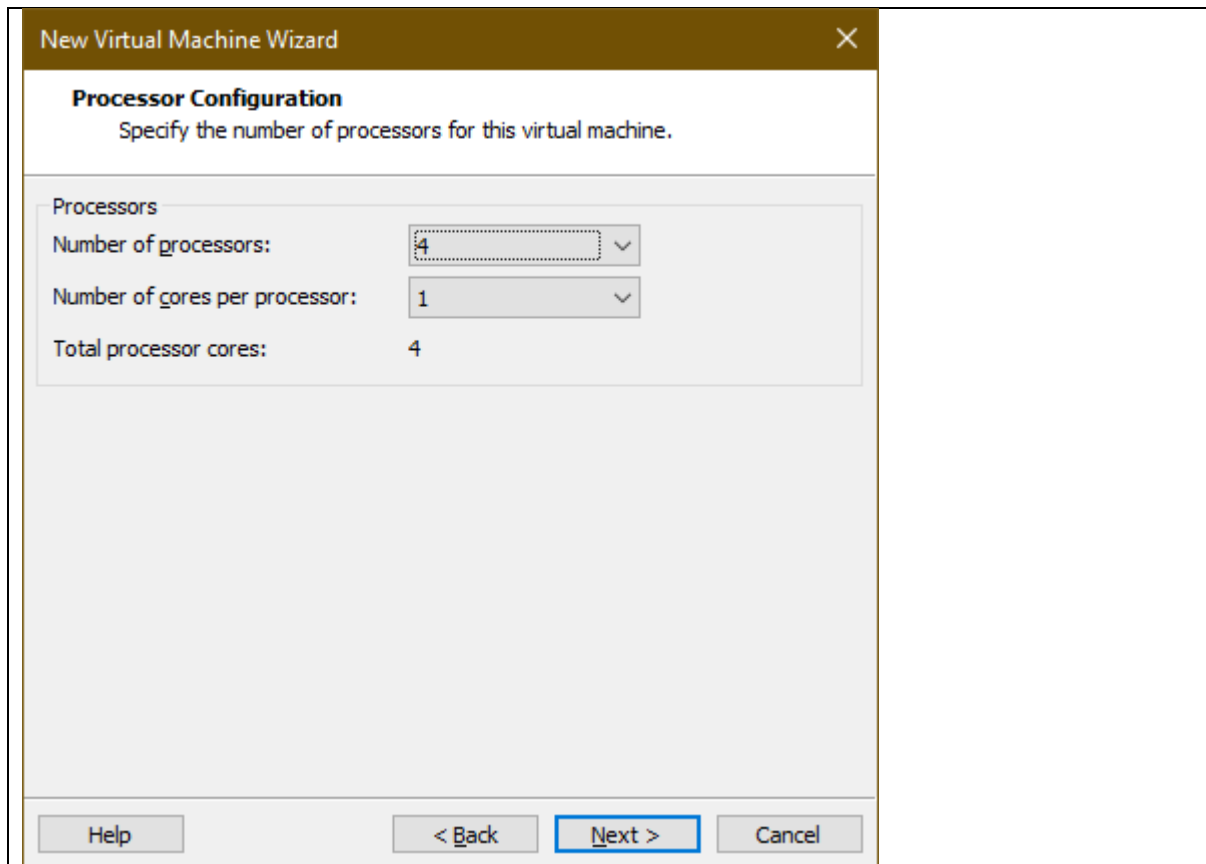 New Virtual Machine Wizard
Processor Configuration
Specify the number of processors for this virtual machine.
Processors
Number of processors: 4
Number of cores per processor: 1
Total processor cores: 4
Help < Back Next > Cancel